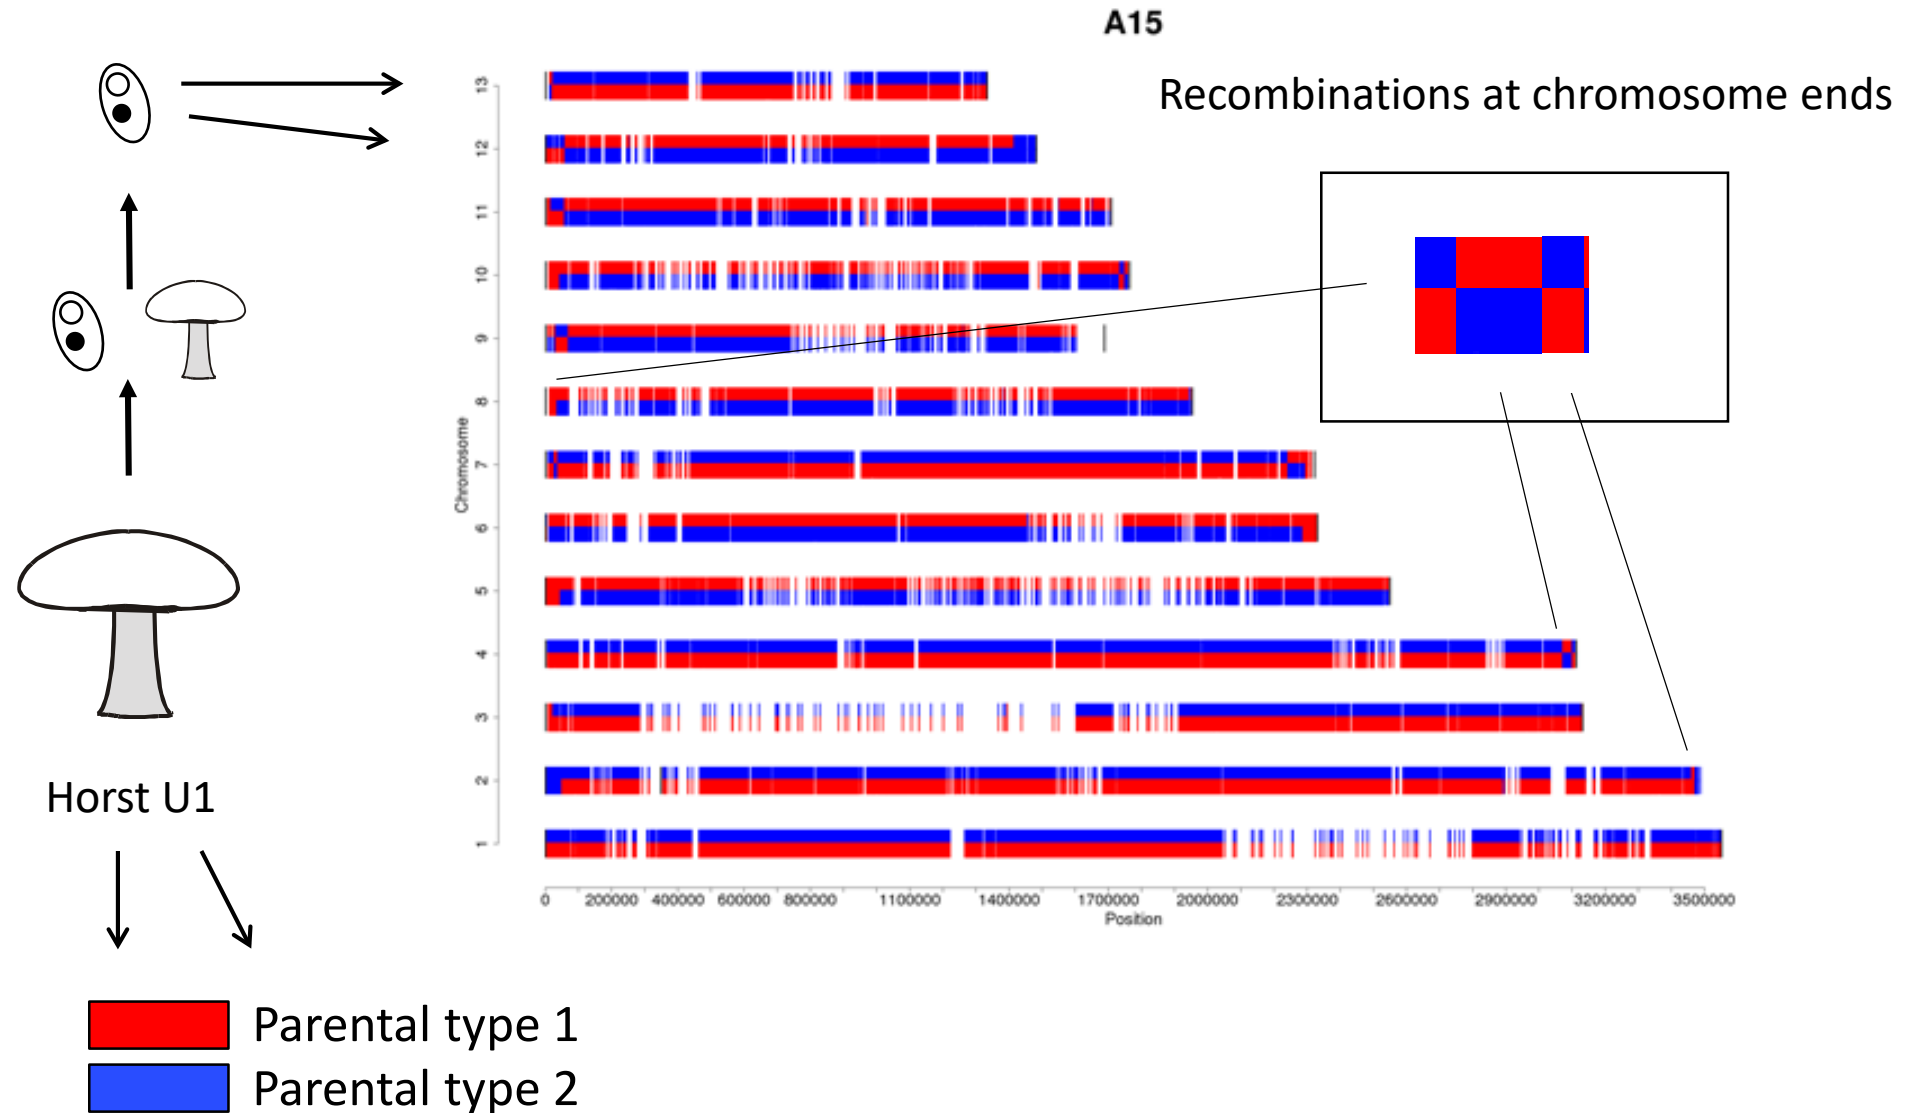 A15
Recombinations at chromosome ends
13
12
11
10
9
8
7
6
5
4
3
2
1
Chromosome
0 200000 400000 600000 800000 1100000 1400000 1700000 2000000 2300000 2600000 2900000 3200000 3500000
Position
Horst U1
Parental type 1
Parental type 2